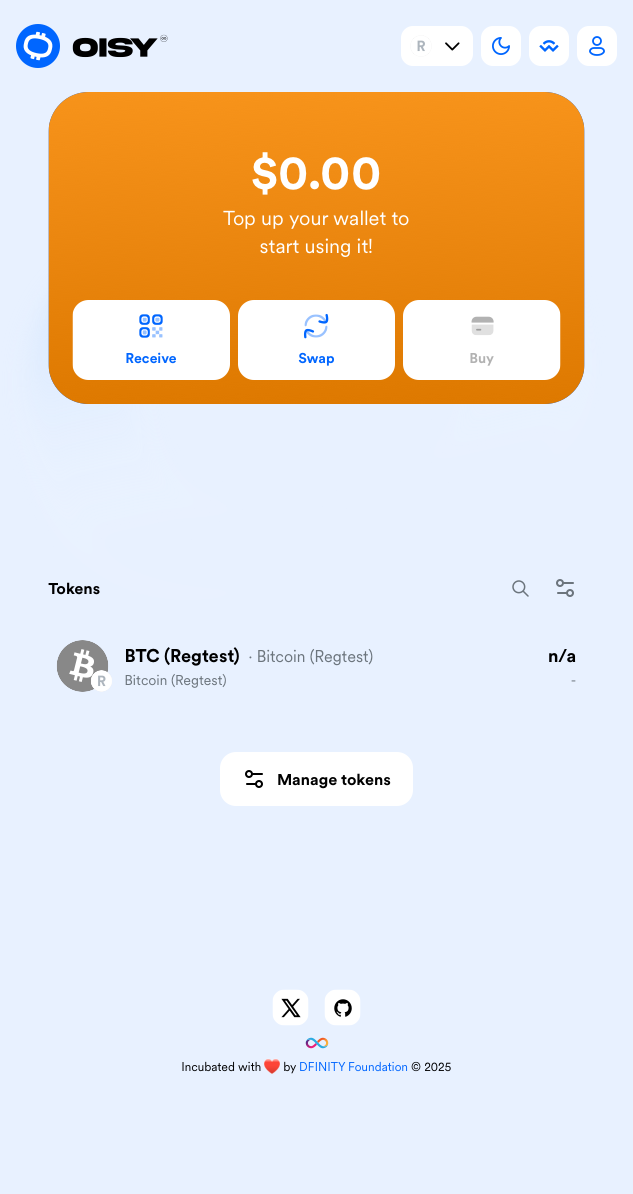 OISY
R
$0.00
Top up your wallet to
start using it!
Receive
Swap
Buy
Tokens
BTC (Regtest) · Bitcoin (Regtest)
n/a
R
Bitcoin (Regtest)
-
Manage tokens
Incubated with ❤️ by DFINITY Foundation © 2025